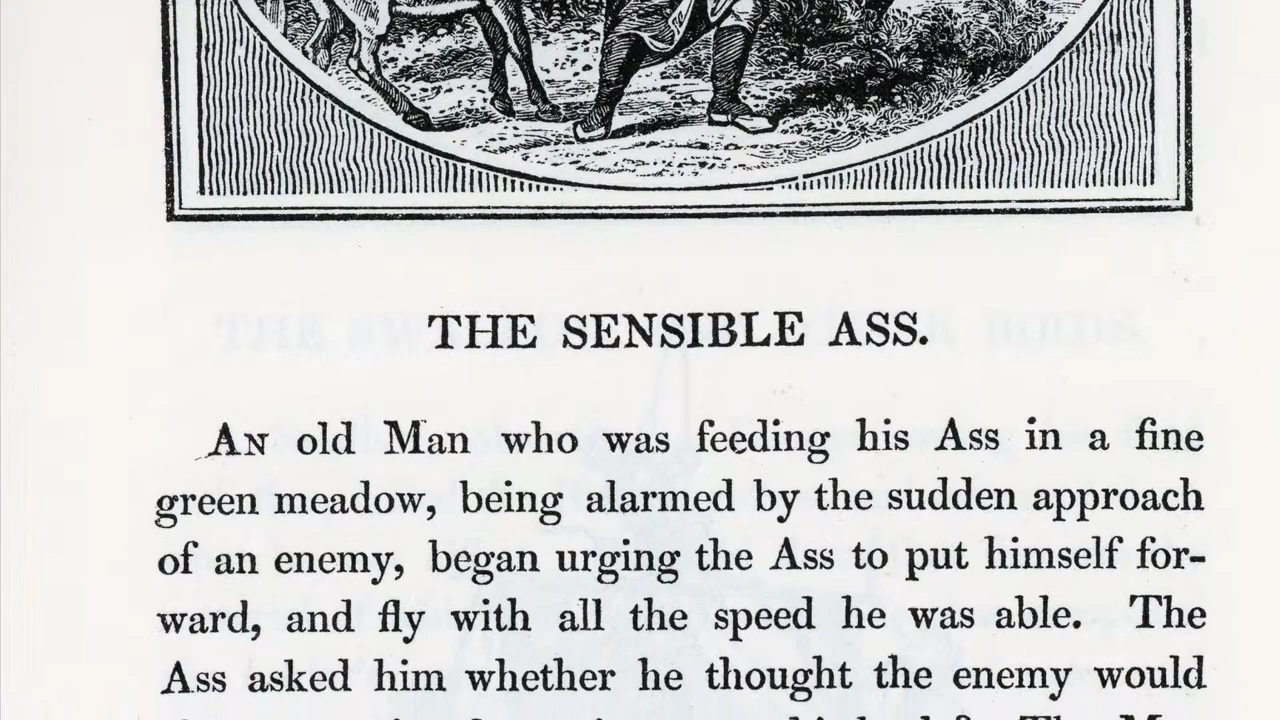 THE SENSIBLE ASS.
AN old Man who was feeding his Ass in a fine
green meadow, being alarmed by the sudden approach
of an enemy, began urging the Ass to put himself for-
ward, and fly with all the speed he was able. The
Ass asked him whether he thought the enemy would